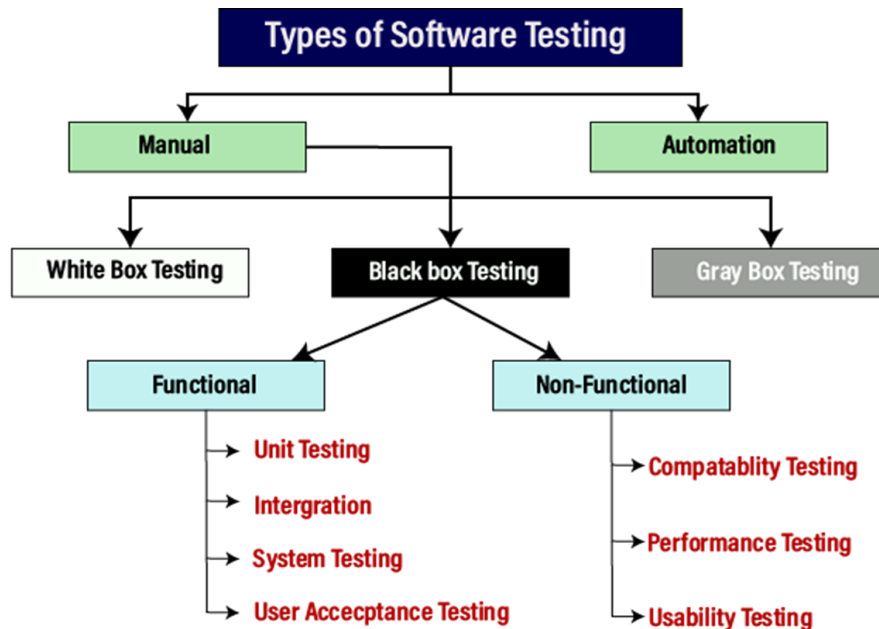 Types of Software Testing
Manual
Automation
White Box Testing
Black box Testing
Gray Box Testing
Functional
Non-Functional
Unit Testing
Intergration
System Testing
User Accecptance Testing
Compatablity Testing
Performance Testing
Usability Testing